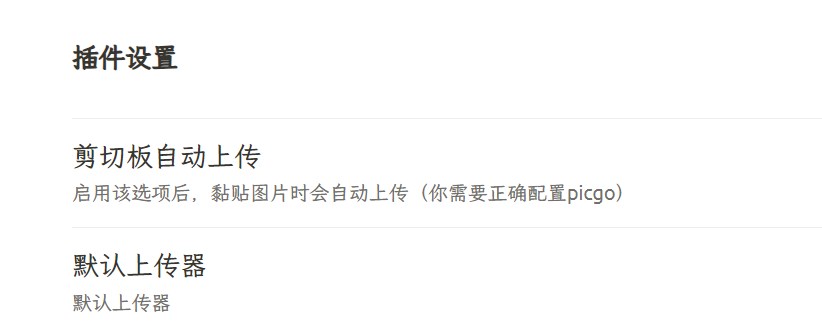 插件设置
剪切板自动上传
启用该选项后，黏贴图片时会自动上传（你需要正确配置picgo）
默认上传器
默认上传器